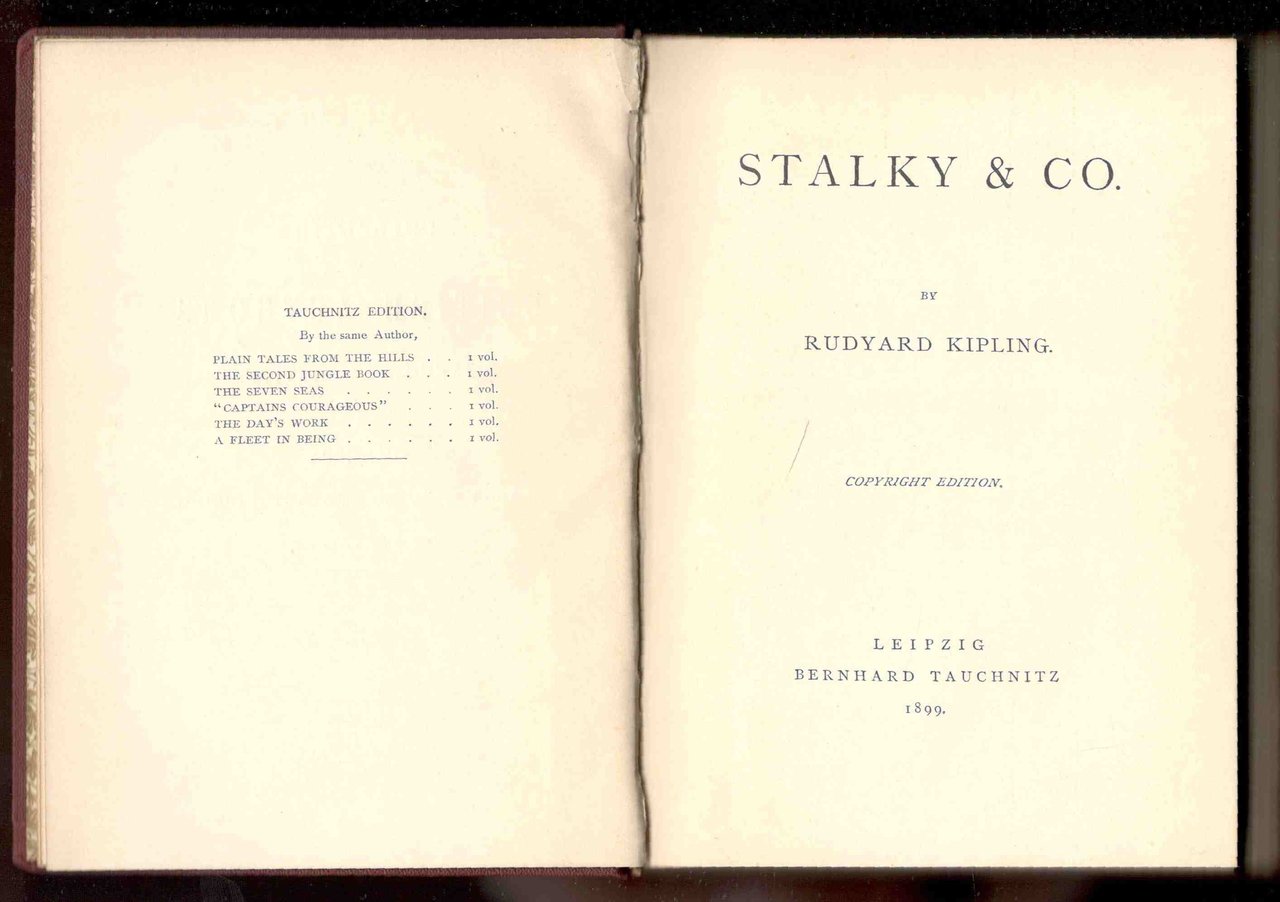 TAUCHNITZ EDITION.
By the same Author,
PLAIN TALES FROM THE HILLS . . 1 vol.
THE SECOND JUNGLE BOOK . . . 1 vol.
THE SEVEN SEAS . . . . . . 1 vol.
“CAPTAINS COURAGEOUS” . . . 1 vol.
THE DAY'S WORK . . . . . . 1 vol.
A FLEET IN BEING . . . . . . 1 vol.
STALKY & CO.
BY
RUDYARD KIPLING.
COPYRIGHT EDITION.
LEIPZIG
BERNHARD TAUCHNITZ
1899.